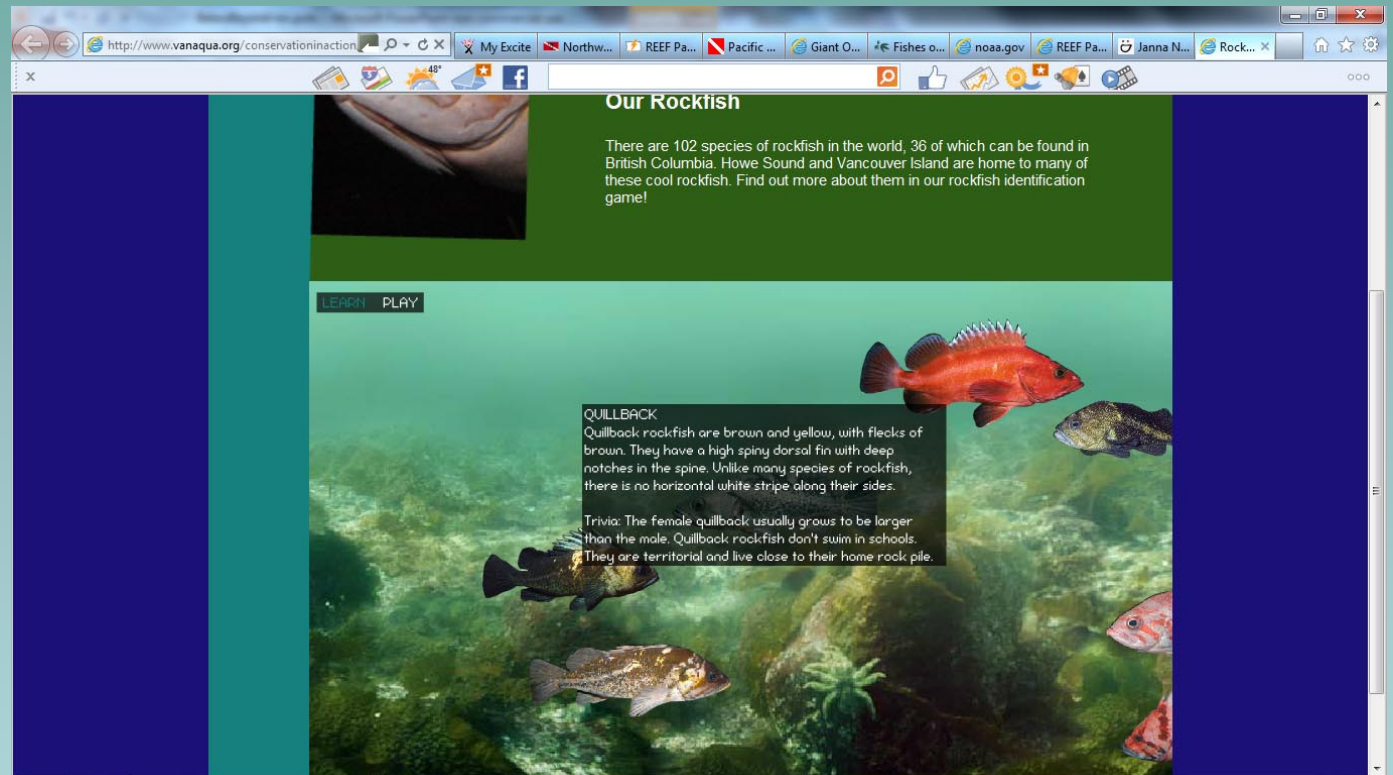 http://www.vanaqua.org/conservationinaction
My Excite
Northw...
REEF Pa...
Pacific ...
Giant O...
Fishes o...
noaa.gov
REEF Pa...
Janna N...
Rock...
48°
Our Rockfish
There are 102 species of rockfish in the world, 36 of which can be found in
British Columbia. Howe Sound and Vancouver Island are home to many of
these cool rockfish. Find out more about them in our rockfish identification
game!
LEARN PLAY
QUILLBACK
Quillback rockfish are brown and yellow, with flecks of
brown. They have a high spiny dorsal fin with deep
notches in the spine. Unlike many species of rockfish,
there is no horizontal white stripe along their sides.
Trivia: The female quillback usually grows to be larger
than the male. Quillback rockfish don't swim in schools.
They are territorial and live close to their home rock pile.